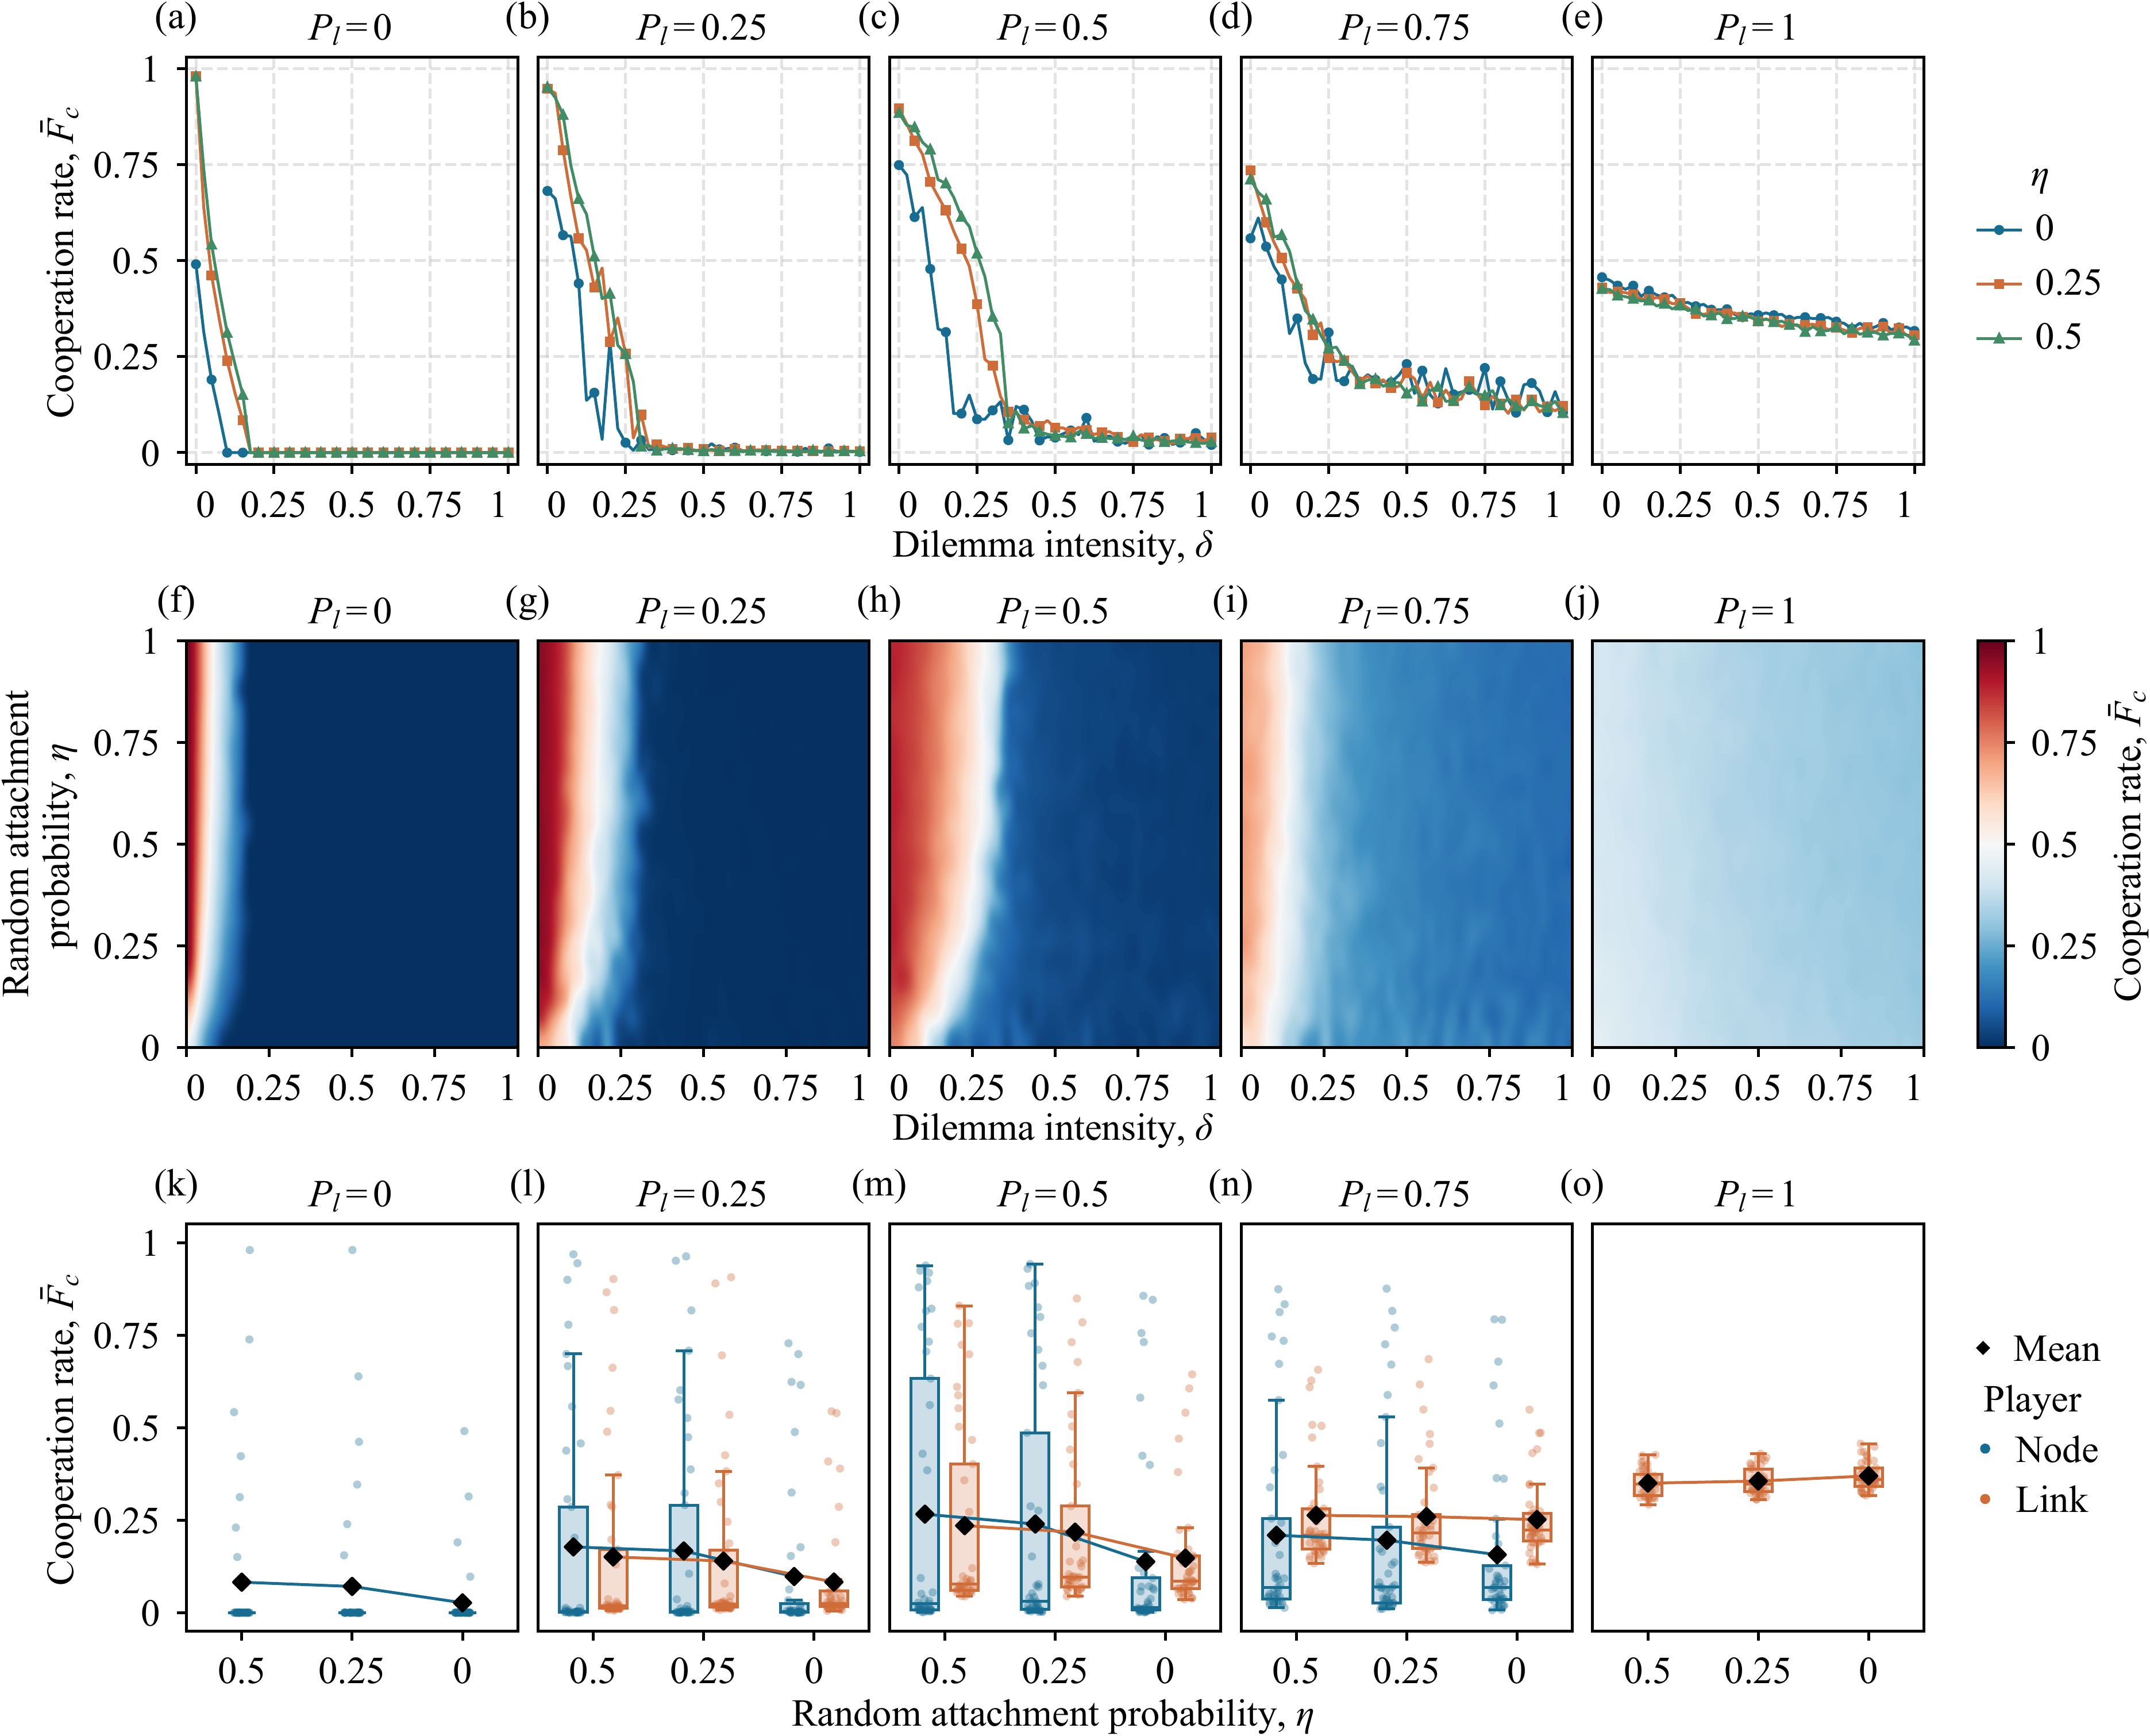 (a) P_l = 0
(b) P_l = 0.25
(c) P_l = 0.5
(d) P_l = 0.75
(e) P_l = 1
Cooperation rate, F̄_c
1
0.75
0.5
0.25
0
0 0.25 0.5 0.75 1
0 0.25 0.5 0.75 1
0 0.25 0.5 0.75 1
0 0.25 0.5 0.75 1
0 0.25 0.5 0.75 1
Dilemma intensity, δ
η
0
0.25
0.5
(f) P_l = 0
(g) P_l = 0.25
(h) P_l = 0.5
(i) P_l = 0.75
(j) P_l = 1
Random attachment
probability, η
1
0.75
0.5
0.25
0
0 0.25 0.5 0.75 1
0 0.25 0.5 0.75 1
0 0.25 0.5 0.75 1
0 0.25 0.5 0.75 1
0 0.25 0.5 0.75 1
Dilemma intensity, δ
1
0.75
0.5
0.25
0
Cooperation rate, F̄_c
(k) P_l = 0
(l) P_l = 0.25
(m) P_l = 0.5
(n) P_l = 0.75
(o) P_l = 1
Cooperation rate, F̄_c
1
0.75
0.5
0.25
0
0.5 0.25 0
0.5 0.25 0
0.5 0.25 0
0.5 0.25 0
0.5 0.25 0
Random attachment probability, η
Mean
Player
Node
Link